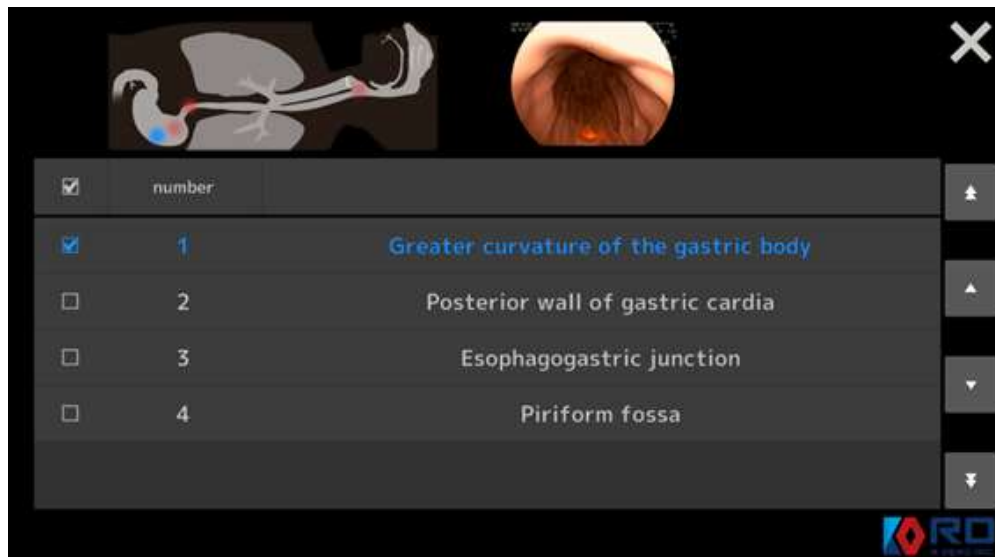 number
1 Greater curvature of the gastric body
2 Posterior wall of gastric cardia
3 Esophagogastric junction
4 Piriform fossa